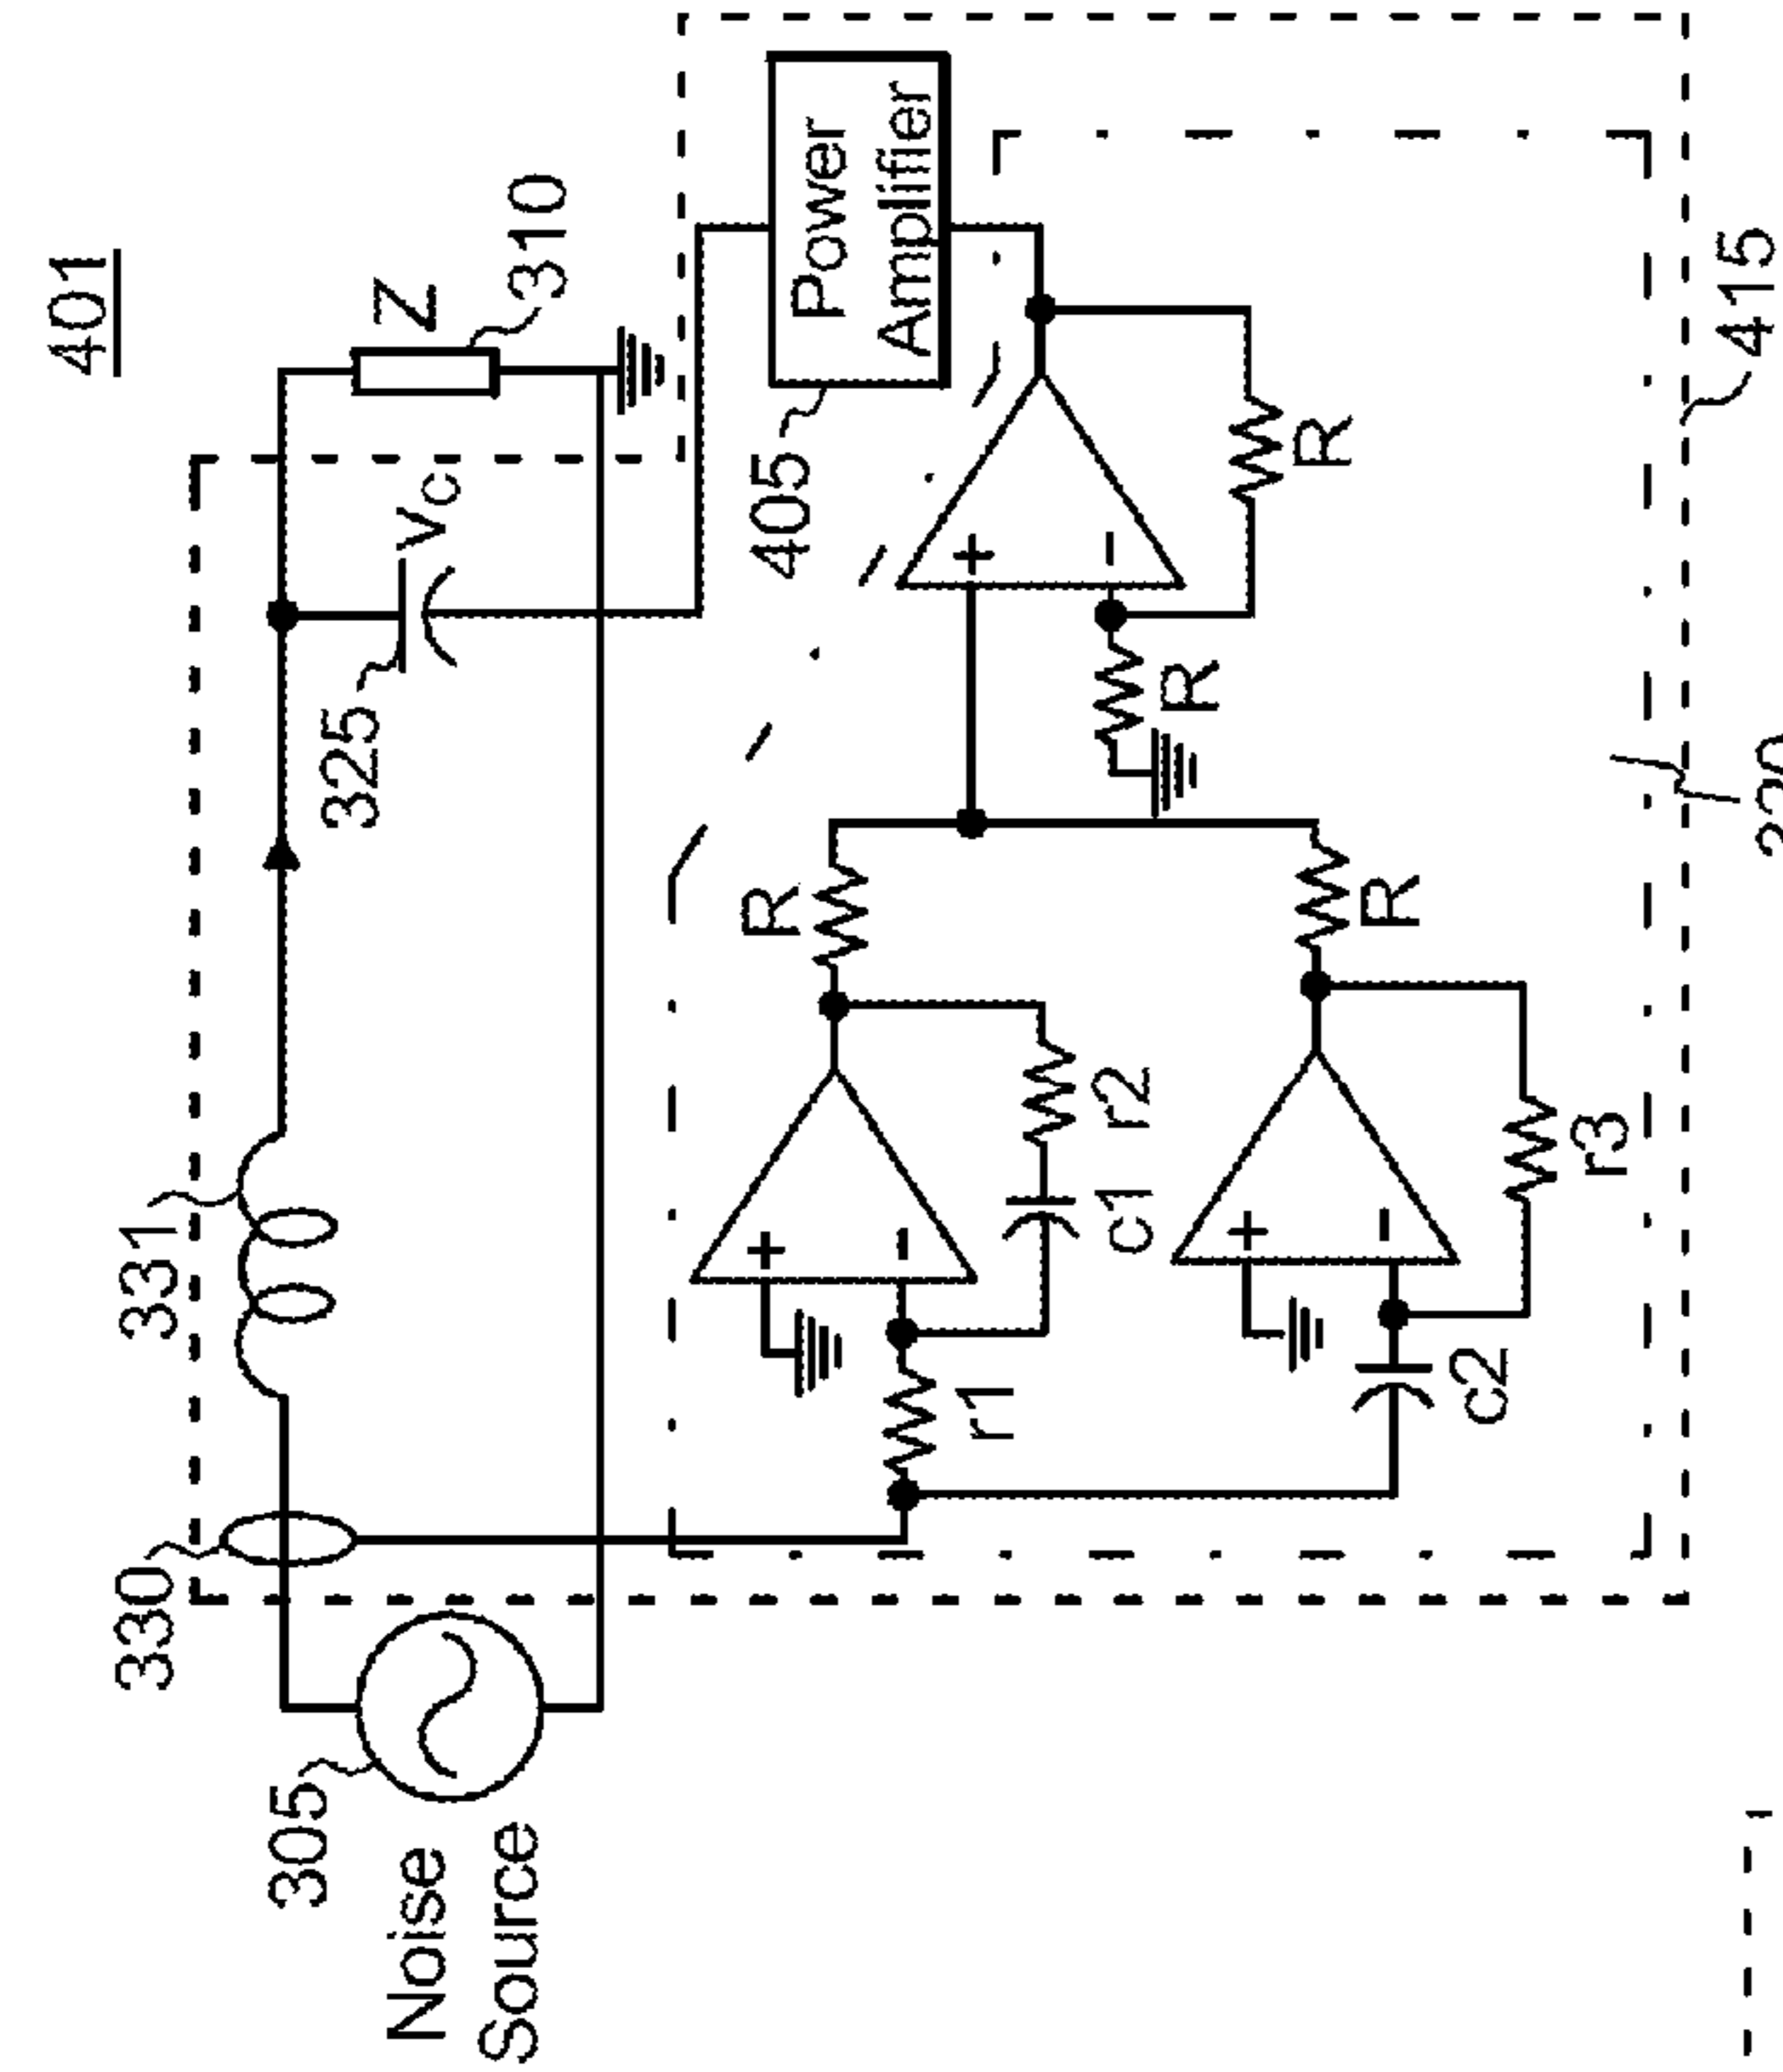 401
Noise
Source
305
330
331
325
Vc
Z
310
405
Power
Amplifier
+
-
R
R
R
R
+
-
r1
c1
r2
+
-
c2
r3
415